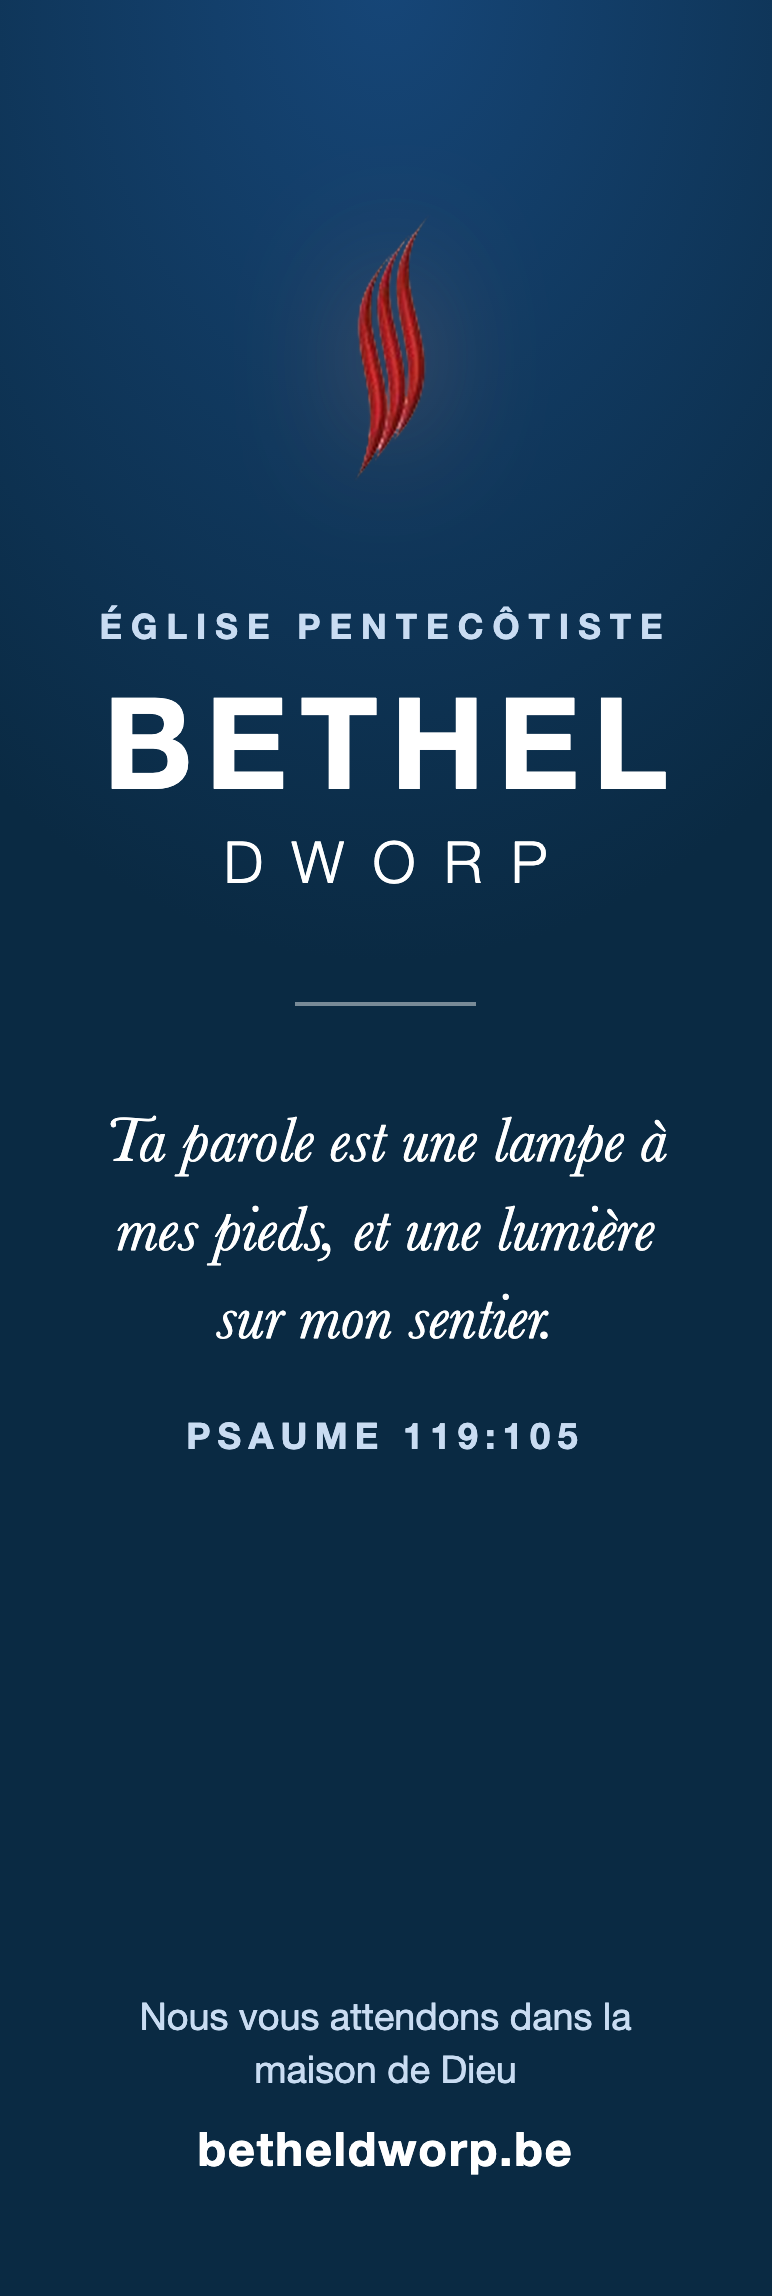 ÉGLISE PENTECÔTISTE
BETHEL
DWORP
Ta parole est une lampe à
mes pieds, et une lumière
sur mon sentier.
PSAUME 119:105
Nous vous attendons dans la
maison de Dieu
betheldworp.be